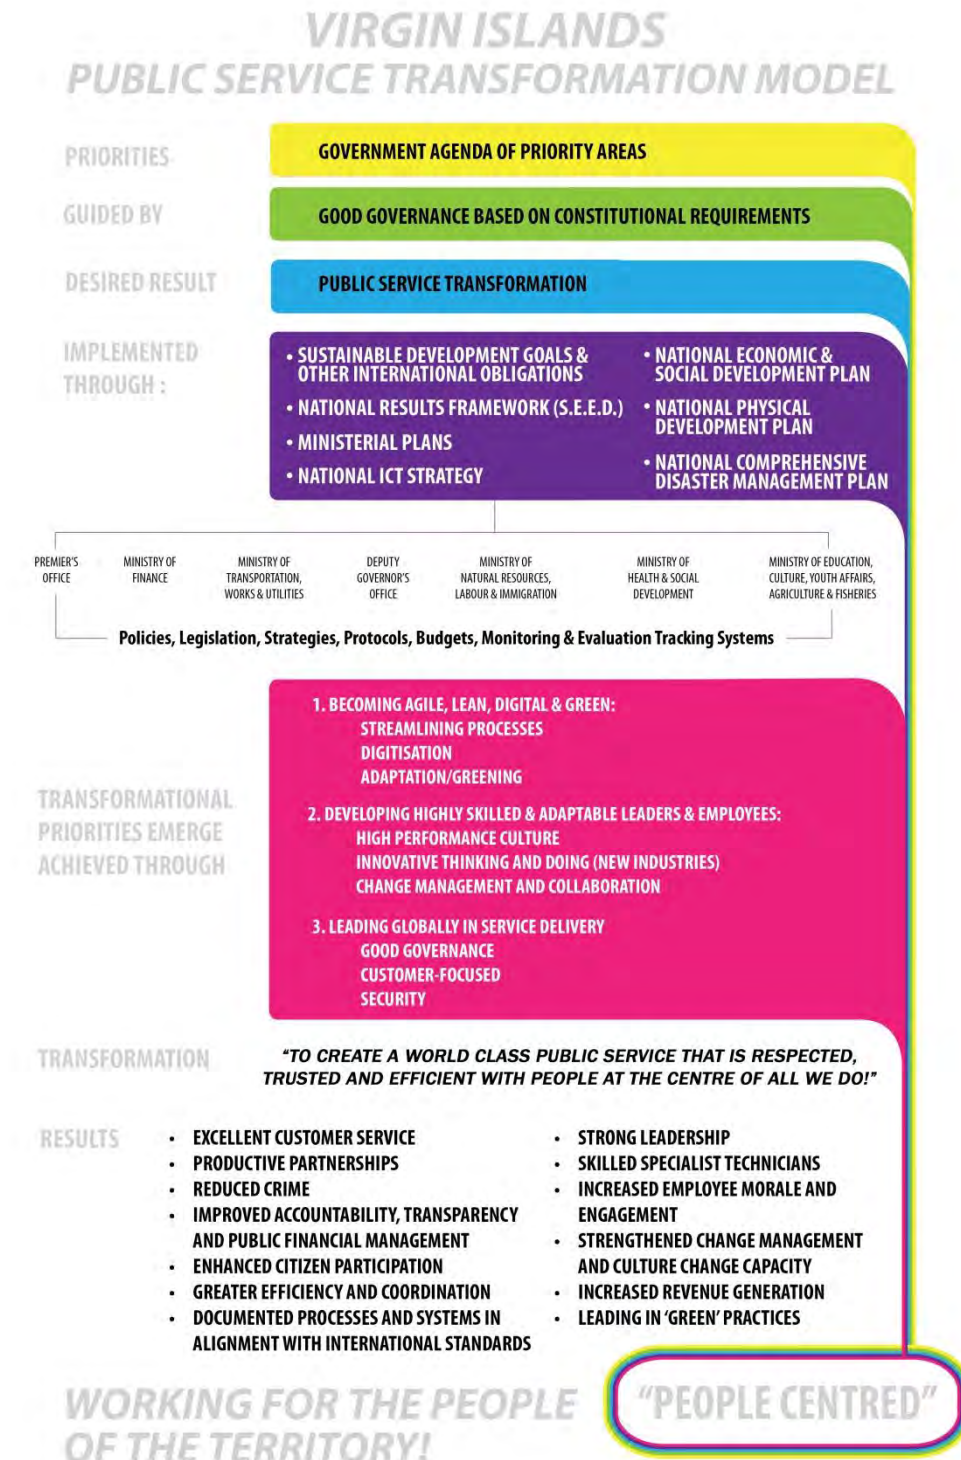 VIRGIN ISLANDS
PUBLIC SERVICE TRANSFORMATION MODEL
PRIORITIES
GOVERNMENT AGENDA OF PRIORITY AREAS
GUIDED BY
GOOD GOVERNANCE BASED ON CONSTITUTIONAL REQUIREMENTS
DESIRED RESULT
PUBLIC SERVICE TRANSFORMATION
IMPLEMENTED
THROUGH :
• SUSTAINABLE DEVELOPMENT GOALS &
OTHER INTERNATIONAL OBLIGATIONS
• NATIONAL RESULTS FRAMEWORK (S.E.E.D.)
• MINISTERIAL PLANS
• NATIONAL ICT STRATEGY
• NATIONAL ECONOMIC &
SOCIAL DEVELOPMENT PLAN
• NATIONAL PHYSICAL
DEVELOPMENT PLAN
• NATIONAL COMPREHENSIVE
DISASTER MANAGEMENT PLAN
PREMIER'S
OFFICE
MINISTRY OF
FINANCE
MINISTRY OF
TRANSPORTATION,
WORKS & UTILITIES
DEPUTY
GOVERNOR'S
OFFICE
MINISTRY OF
NATURAL RESOURCES,
LABOUR & IMMIGRATION
MINISTRY OF
HEALTH & SOCIAL
DEVELOPMENT
MINISTRY OF EDUCATION,
CULTURE, YOUTH AFFAIRS,
AGRICULTURE & FISHERIES
Policies, Legislation, Strategies, Protocols, Budgets, Monitoring & Evaluation Tracking Systems
TRANSFORMATIONAL
PRIORITIES EMERGE
ACHIEVED THROUGH
1. BECOMING AGILE, LEAN, DIGITAL & GREEN:
STREAMLINING PROCESSES
DIGITISATION
ADAPTATION/GREENING
2. DEVELOPING HIGHLY SKILLED & ADAPTABLE LEADERS & EMPLOYEES:
HIGH PERFORMANCE CULTURE
INNOVATIVE THINKING AND DOING (NEW INDUSTRIES)
CHANGE MANAGEMENT AND COLLABORATION
3. LEADING GLOBALLY IN SERVICE DELIVERY
GOOD GOVERNANCE
CUSTOMER-FOCUSED
SECURITY
TRANSFORMATION
"TO CREATE A WORLD CLASS PUBLIC SERVICE THAT IS RESPECTED,
TRUSTED AND EFFICIENT WITH PEOPLE AT THE CENTRE OF ALL WE DO!"
RESULTS
• EXCELLENT CUSTOMER SERVICE
• PRODUCTIVE PARTNERSHIPS
• REDUCED CRIME
• IMPROVED ACCOUNTABILITY, TRANSPARENCY
AND PUBLIC FINANCIAL MANAGEMENT
• ENHANCED CITIZEN PARTICIPATION
• GREATER EFFICIENCY AND COORDINATION
• DOCUMENTED PROCESSES AND SYSTEMS IN
ALIGNMENT WITH INTERNATIONAL STANDARDS
• STRONG LEADERSHIP
• SKILLED SPECIALIST TECHNICIANS
• INCREASED EMPLOYEE MORALE AND
ENGAGEMENT
• STRENGTHENED CHANGE MANAGEMENT
AND CULTURE CHANGE CAPACITY
• INCREASED REVENUE GENERATION
• LEADING IN 'GREEN' PRACTICES
WORKING FOR THE PEOPLE
OF THE TERRITORY!
"PEOPLE CENTRED"